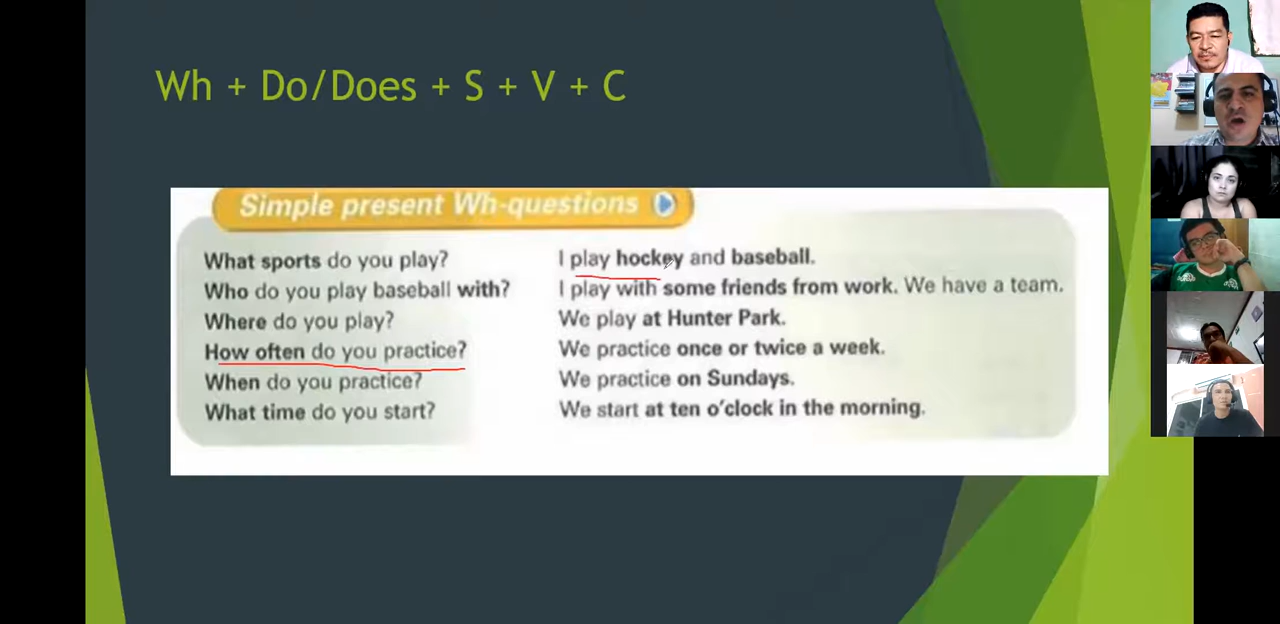 Wh + Do/Does + S + V + C
Simple present Wh-questions
What sports do you play? I play hockey and baseball.
Who do you play baseball with? I play with some friends from work. We have a team.
Where do you play? We play at Hunter Park.
How often do you practice? We practice once or twice a week.
When do you practice? We practice on Sundays.
What time do you start? We start at ten o'clock in the morning.